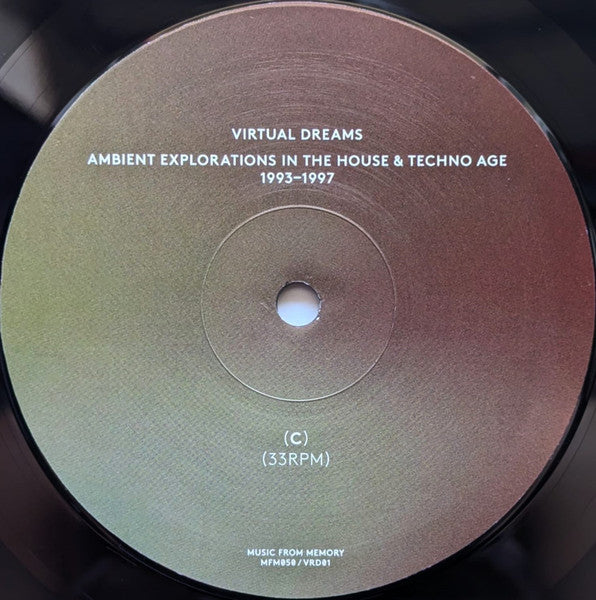 VIRTUAL DREAMS
AMBIENT EXPLORATIONS IN THE HOUSE & TECHNO AGE
1993–1997
(C)
(33RPM)
MUSIC FROM MEMORY
MFM050 / VRD01